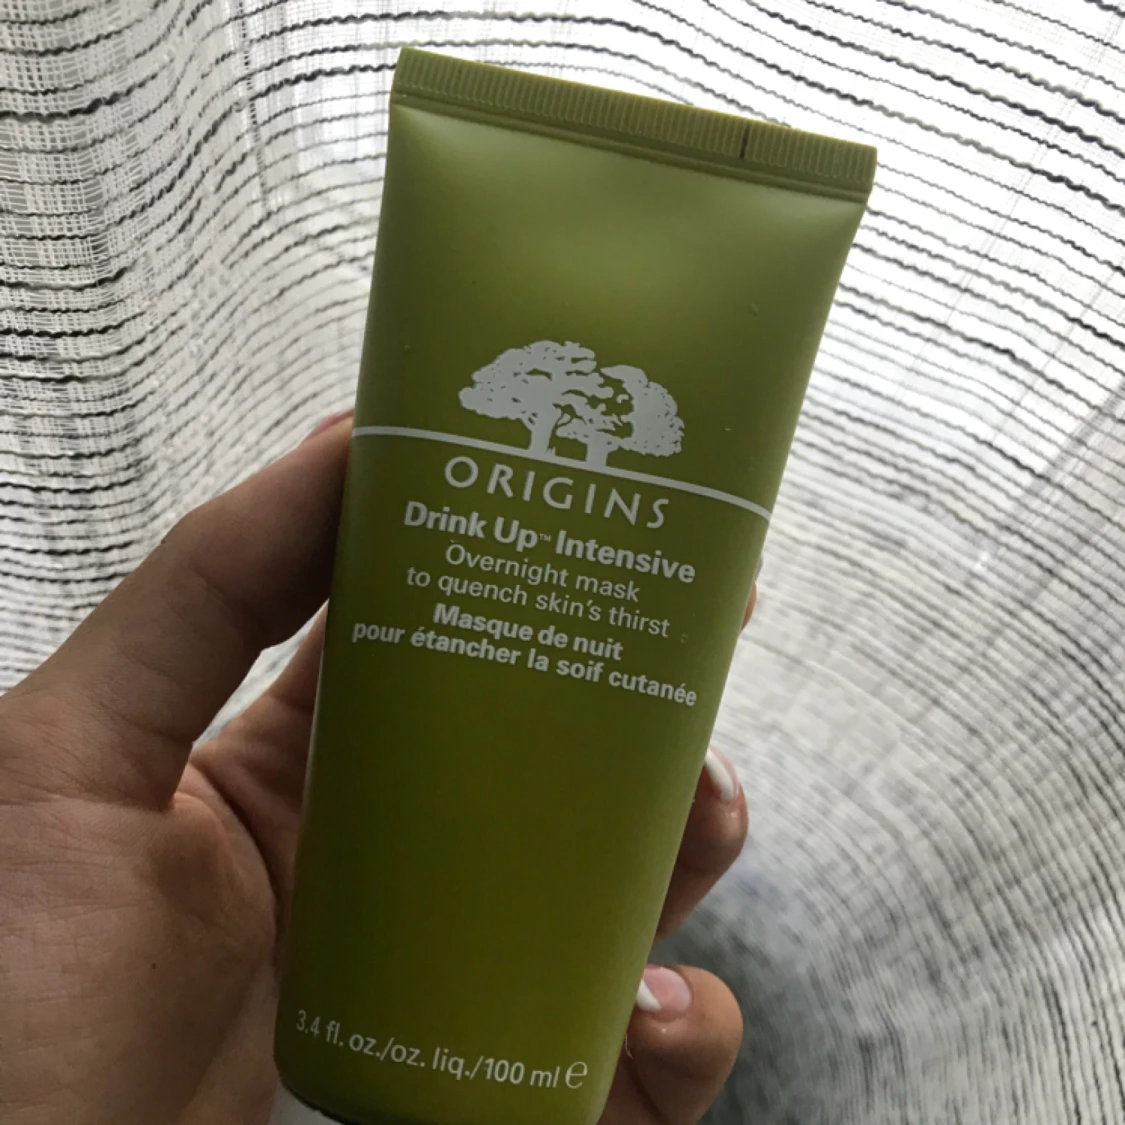 ORIGINS
Drink Up™ Intensive
Overnight mask
to quench skin's thirst
Masque de nuit
pour étancher la soif cutanée
3.4 fl. oz./oz. liq./100 ml ℮